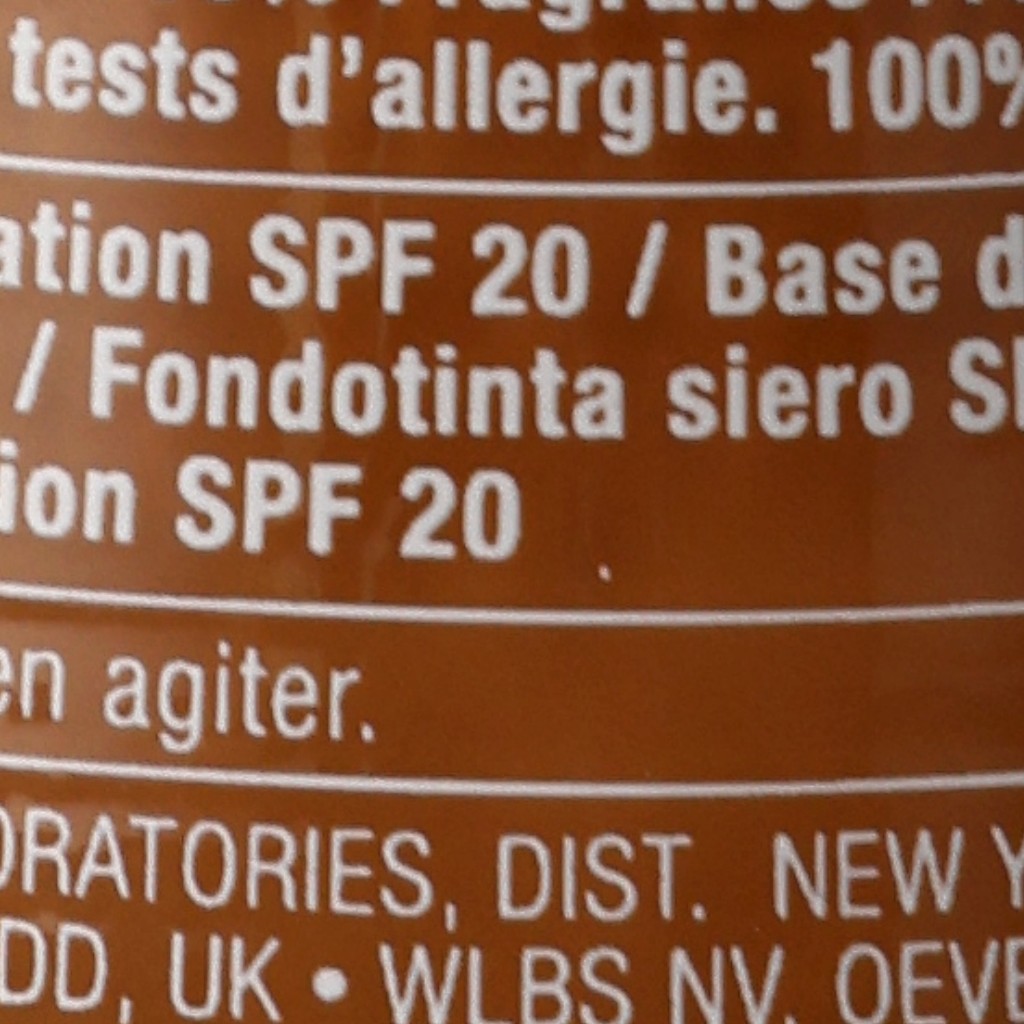 Fragrance
tests d'allergie. 100%
ation SPF 20 / Base d
/ Fondotinta siero S
ion SPF 20
en agiter.
ORATORIES, DIST. NEW Y
DD, UK • WLBS NV, OEVE